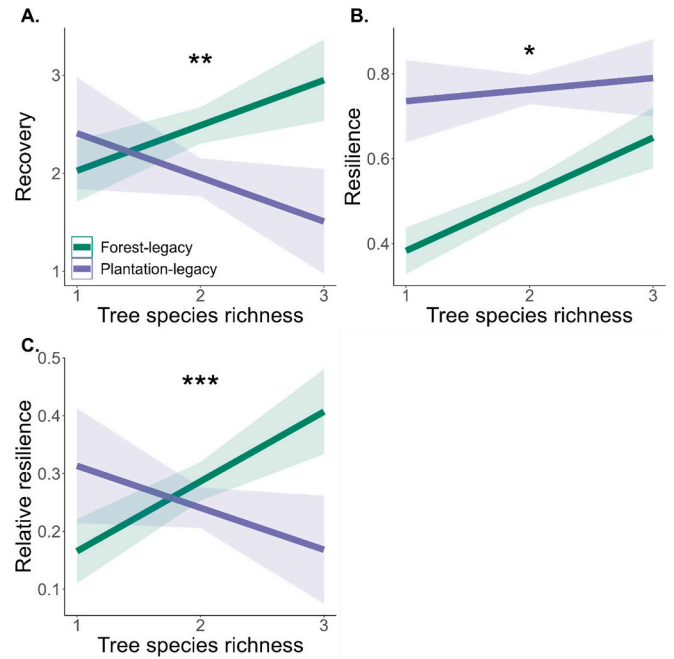 A.
**
Recovery
3
2
1
Forest-legacy
Plantation-legacy
1 2 3
Tree species richness
B.
*
Resilience
0.8
0.6
0.4
1 2 3
Tree species richness
C.
***
Relative resilience
0.5
0.4
0.3
0.2
0.1
1 2 3
Tree species richness